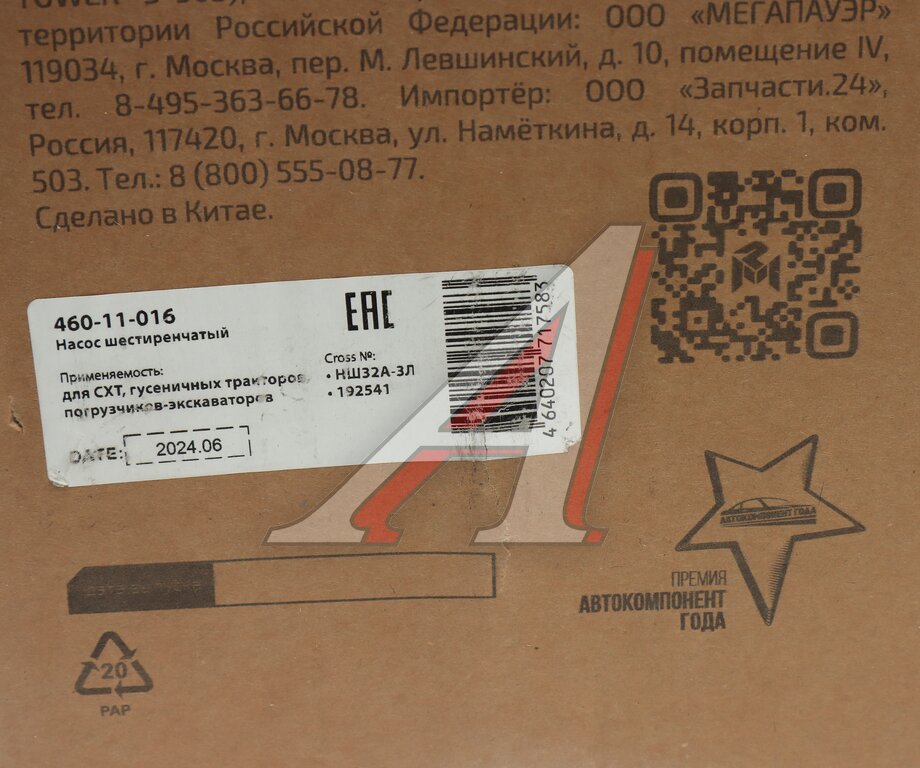 территории Российской Федерации: ООО «МЕГАПАУЭР»
119034, г. Москва, пер. М. Левшинский, д. 10, помещение IV,
тел. 8-495-363-66-78. Импортёр: ООО «Запчасти.24»,
Россия, 117420, г. Москва, ул. Намёткина, д. 14, корп. 1, ком.
503. Тел.: 8 (800) 555-08-77.
Сделано в Китае.
460-11-016
Насос шестиренчатый
EAC
Применяемость:
для СХТ, гусеничных тракторов,
погрузчиков-экскаваторов
Cross №:
• НШ32А-3Л
• 192541
DATE: 2024.06
4 640207 717583
АВТОКОМПОНЕНТ ГОДА
ПРЕМИЯ
АВТОКОМПОНЕНТ
ГОДА
20
PAP